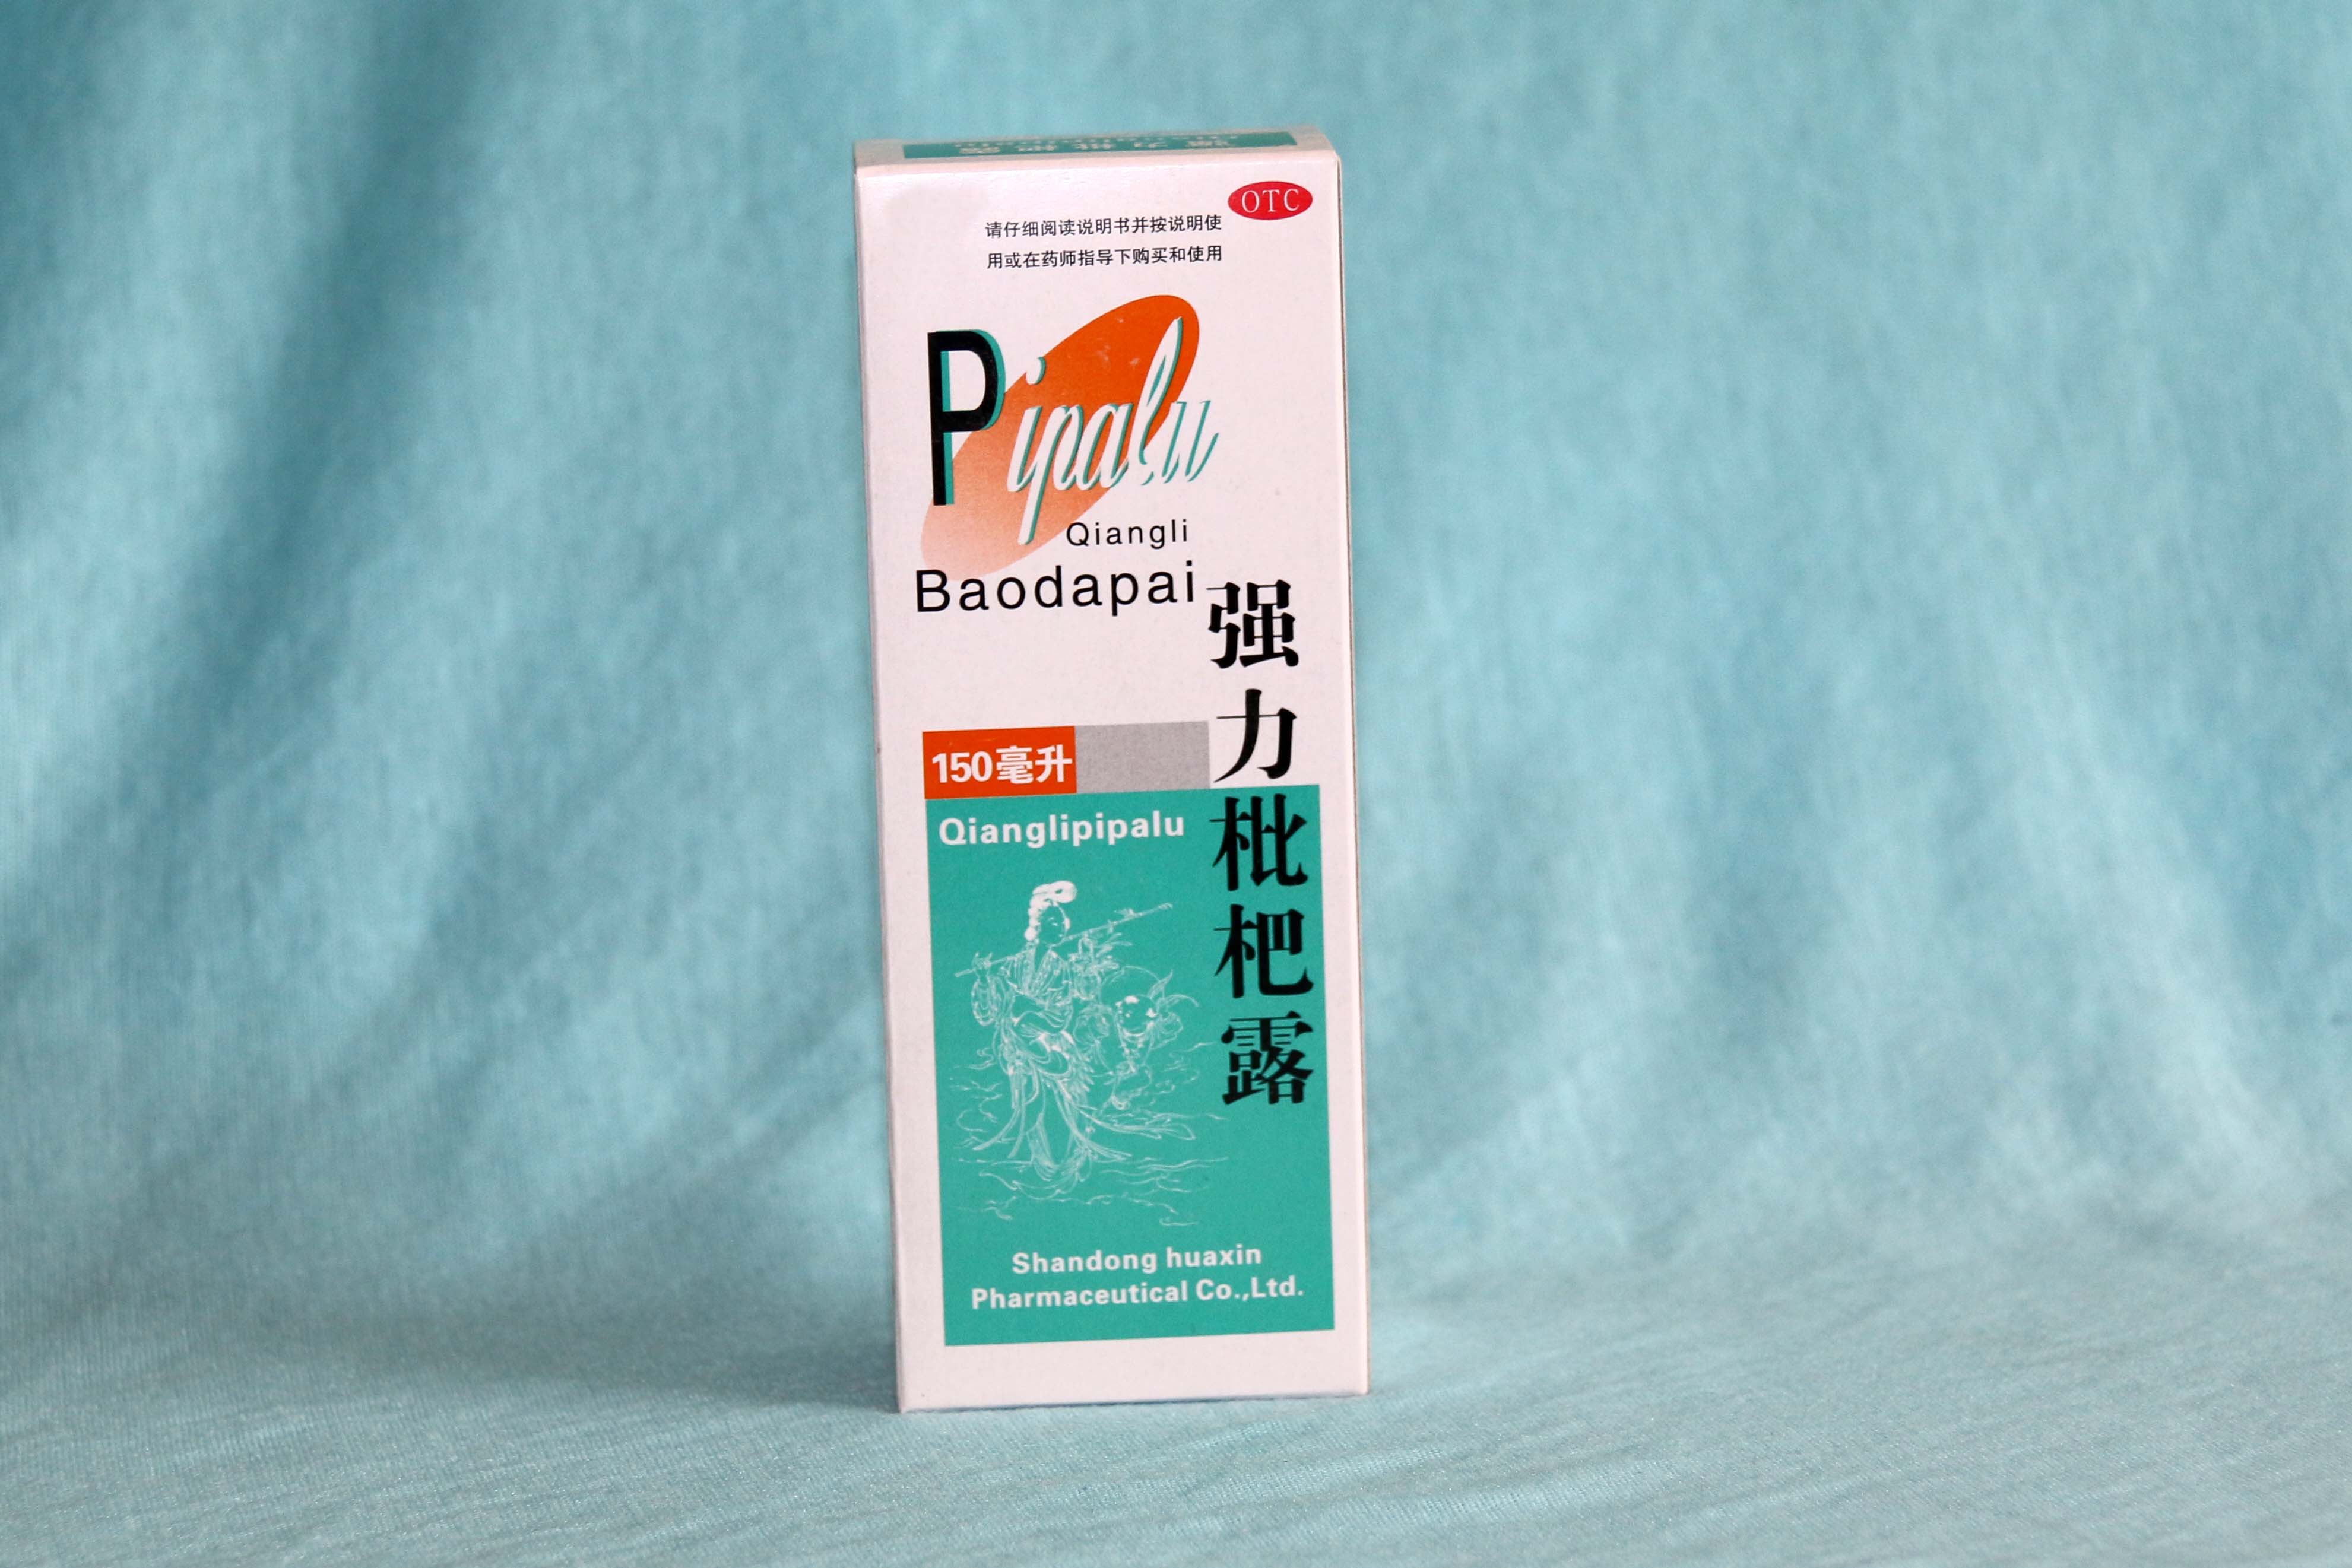 OTC
请仔细阅读说明书并按说明使
用或在药师指导下购买和使用
Pipalu
Qiangli
Baodapai
强力枇杷露
150毫升
Qianglipipalu
Shandong huaxin
Pharmaceutical Co.,Ltd.